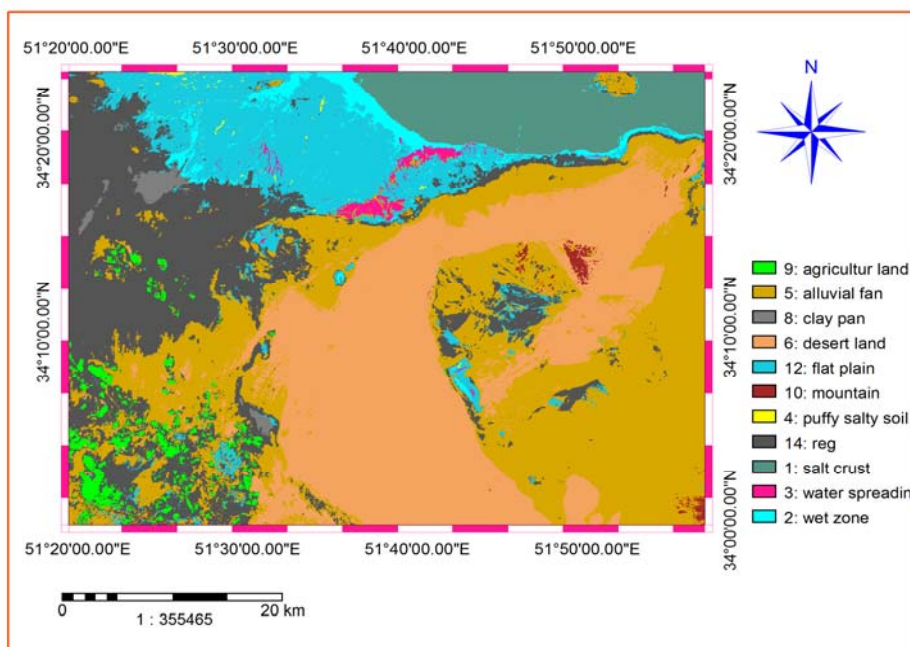 51°20'00.00"E 51°30'00.00"E 51°40'00.00"E 51°50'00.00"E
N
34°20'00.00"N
34°20'00.00"N
34°10'00.00"N
34°10'00.00"N
34°00'00.00"N
34°00'00.00"N
9: agricultur land
5: alluvial fan
8: clay pan
6: desert land
12: flat plain
10: mountain
4: puffy salty soil
14: reg
1: salt crust
3: water spreadin
2: wet zone
51°20'00.00"E 51°30'00.00"E 51°40'00.00"E 51°50'00.00"E
0 20 km
1 : 355465